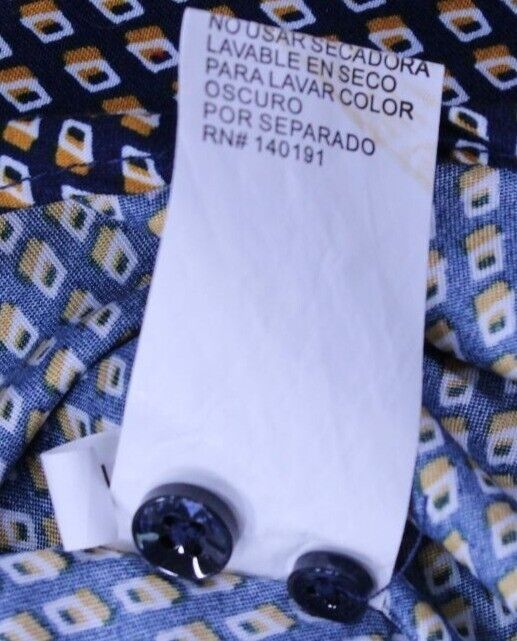 NO USAR SECADORA
LAVABLE EN SECO
PARA LAVAR COLOR
OSCURO
POR SEPARADO
RN# 140191